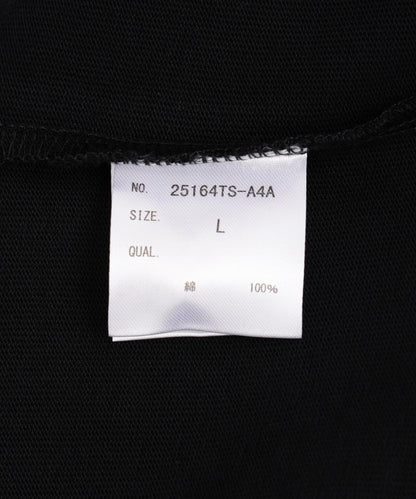 NO. 25164TS-A4A
SIZE. L
QUAL.
綿 100%